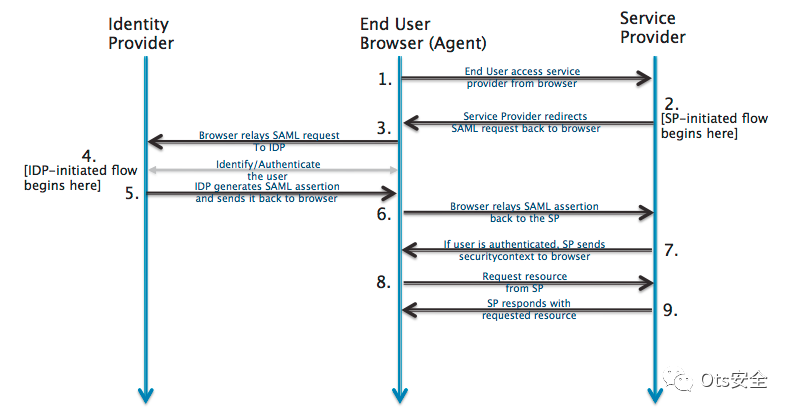 Identity
Provider
End User
Browser (Agent)
Service
Provider
1.
End User access service
provider from browser
2.
[SP-initiated flow
begins here]
Service Provider redirects
SAML request back to browser
3.
Browser relays SAML request
To IDP
4.
[IDP-initiated flow
begins here]
Identify/Authenticate
the user
5.
IDP generates SAML assertion
and sends it back to browser
6.
Browser relays SAML assertion
back to the SP
7.
If user is authenticated, SP sends
securitycontext to browser
8.
Request resource
from SP
9.
SP responds with
requested resource
Ots安全